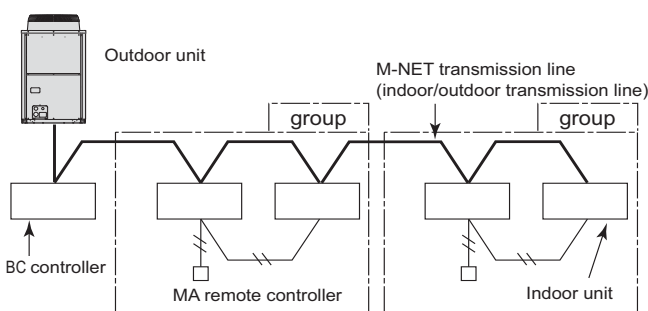 Outdoor unit
M-NET transmission line
(indoor/outdoor transmission line)
group
group
BC controller
MA remote controller
Indoor unit